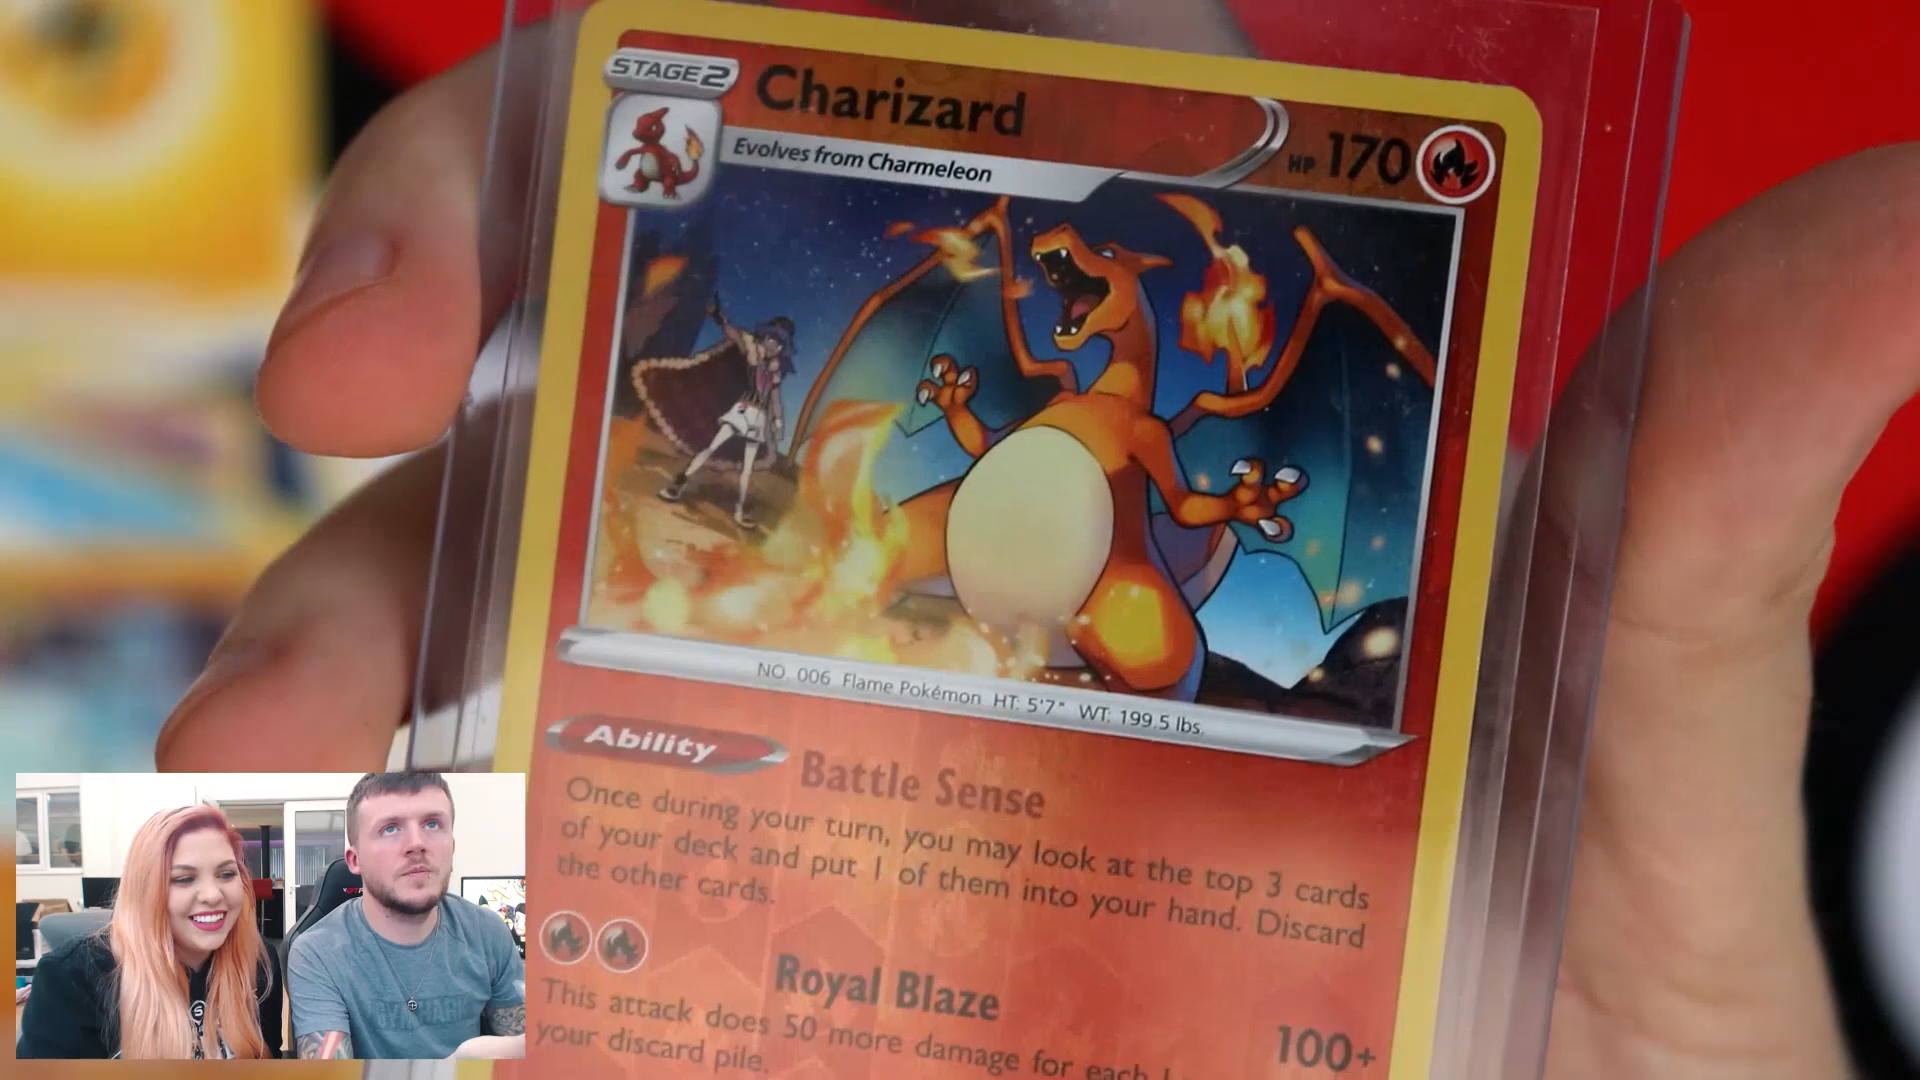 STAGE 2
Charizard
HP 170
Evolves from Charmeleon
NO. 006 Flame Pokémon HT: 5'7" WT: 199.5 lbs.
Ability Battle Sense
Once during your turn, you may look at the top 3 cards
of your deck and put 1 of them into your hand. Discard
the other cards.
Royal Blaze
100+
This attack does 50 more damage for each
your discard pile.
GYMSHARK